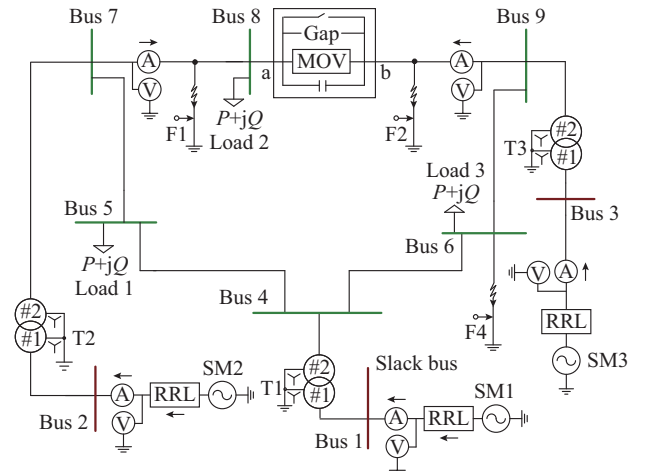 Bus 7
Bus 8
Bus 9
Gap
MOV
a
b
A
V
A
V
F1
P+jQ
Load 2
F2
#2
#1
T3
Load 3
P+jQ
Bus 3
Bus 5
P+jQ
Load 1
Bus 6
V
A
Bus 4
F4
RRL
#2
#1
T2
SM3
#2
#1
T1
Slack bus
SM2
A
RRL
Bus 2
V
SM1
A
RRL
Bus 1
V